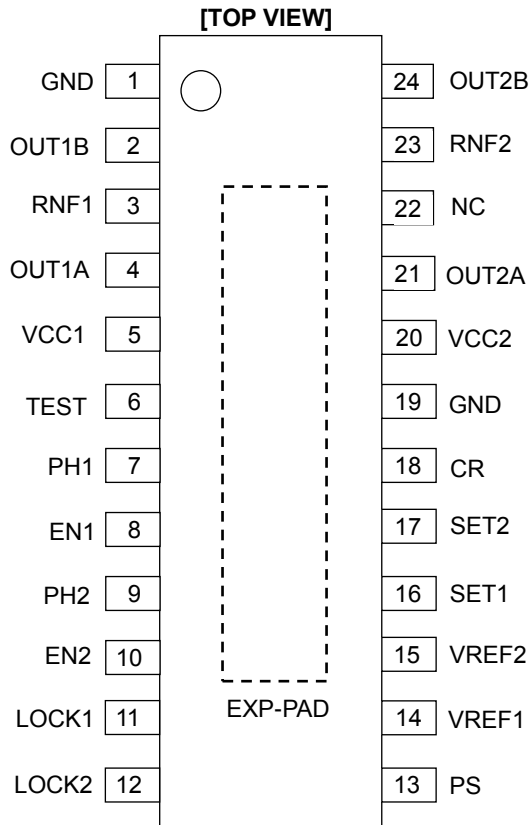 [TOP VIEW]
GND 1 24 OUT2B
OUT1B 2 23 RNF2
RNF1 3 22 NC
OUT1A 4 21 OUT2A
VCC1 5 20 VCC2
TEST 6 19 GND
PH1 7 18 CR
EN1 8 17 SET2
PH2 9 16 SET1
EN2 10 15 VREF2
LOCK1 11 EXP-PAD 14 VREF1
LOCK2 12 13 PS